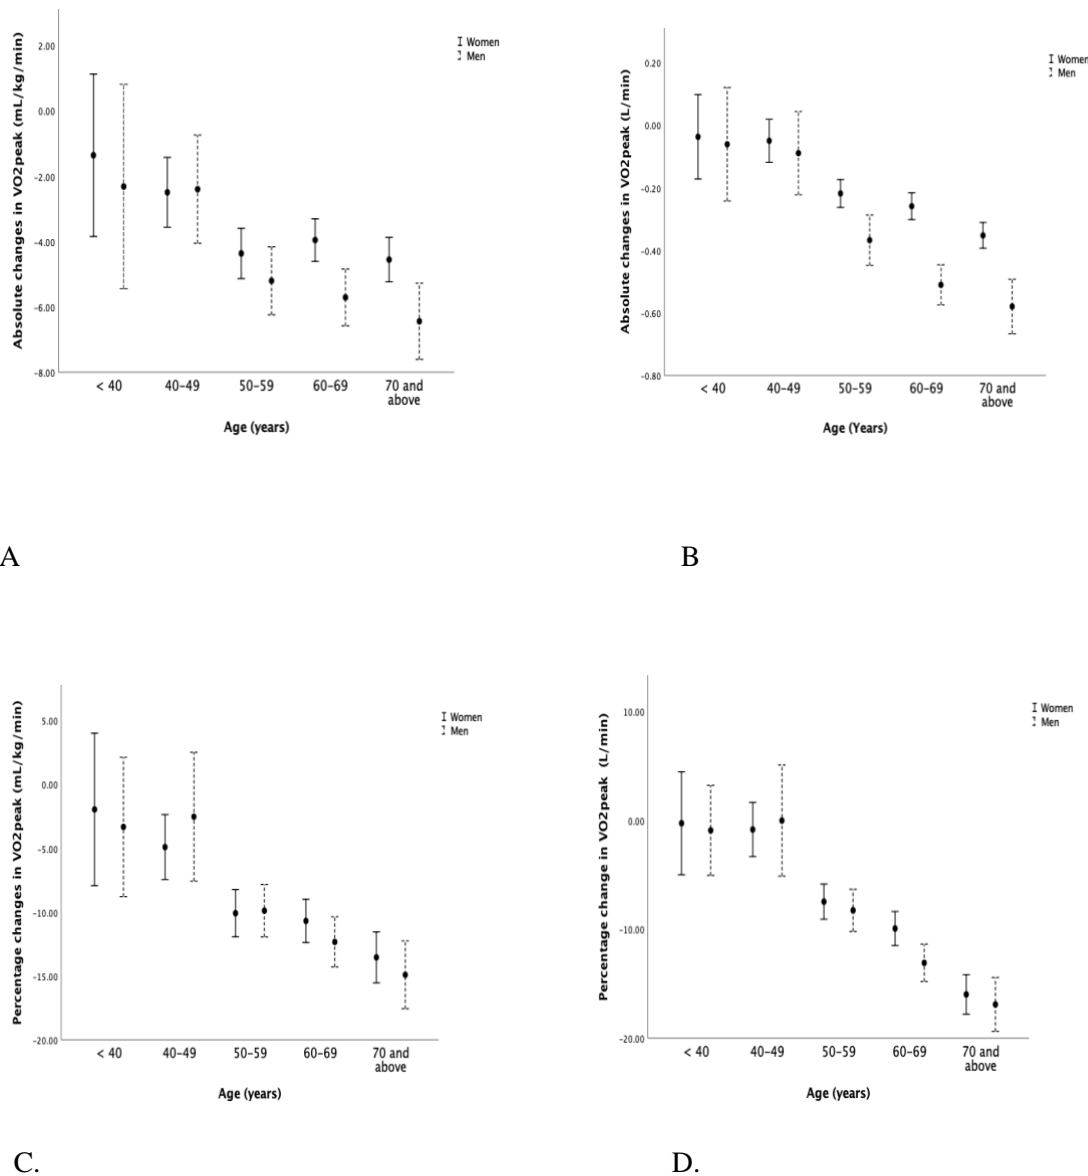 Absolute changes in VO2peak (mL/kg/min)
2.00
0.00
-2.00
-4.00
-6.00
-8.00
Women
Men
< 40
40-49
50-59
60-69
70 and
above
Age (years)
Absolute changes in VO2peak (L/min)
0.20
0.00
-0.20
-0.40
-0.60
-0.80
Women
Men
< 40
40-49
50-59
60-69
70 and
above
Age (Years)
A
B
Percentage changes in VO2peak (mL/kg/min)
5.00
0.00
-5.00
-10.00
-15.00
-20.00
Women
Men
< 40
40-49
50-59
60-69
70 and
above
Age (years)
Percentage change in VO2peak (L/min)
10.00
0.00
-10.00
-20.00
Women
Men
< 40
40-49
50-59
60-69
70 and
above
Age (years)
C.
D.